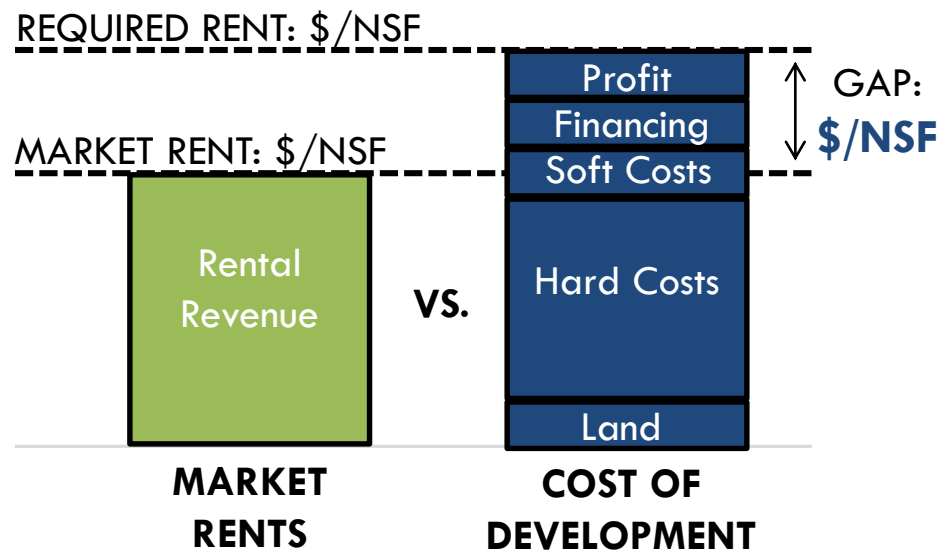 REQUIRED RENT: $/NSF
Profit
GAP:
$/NSF
Financing
MARKET RENT: $/NSF
Soft Costs
Rental
Revenue
VS.
Hard Costs
Land
MARKET
RENTS
COST OF
DEVELOPMENT